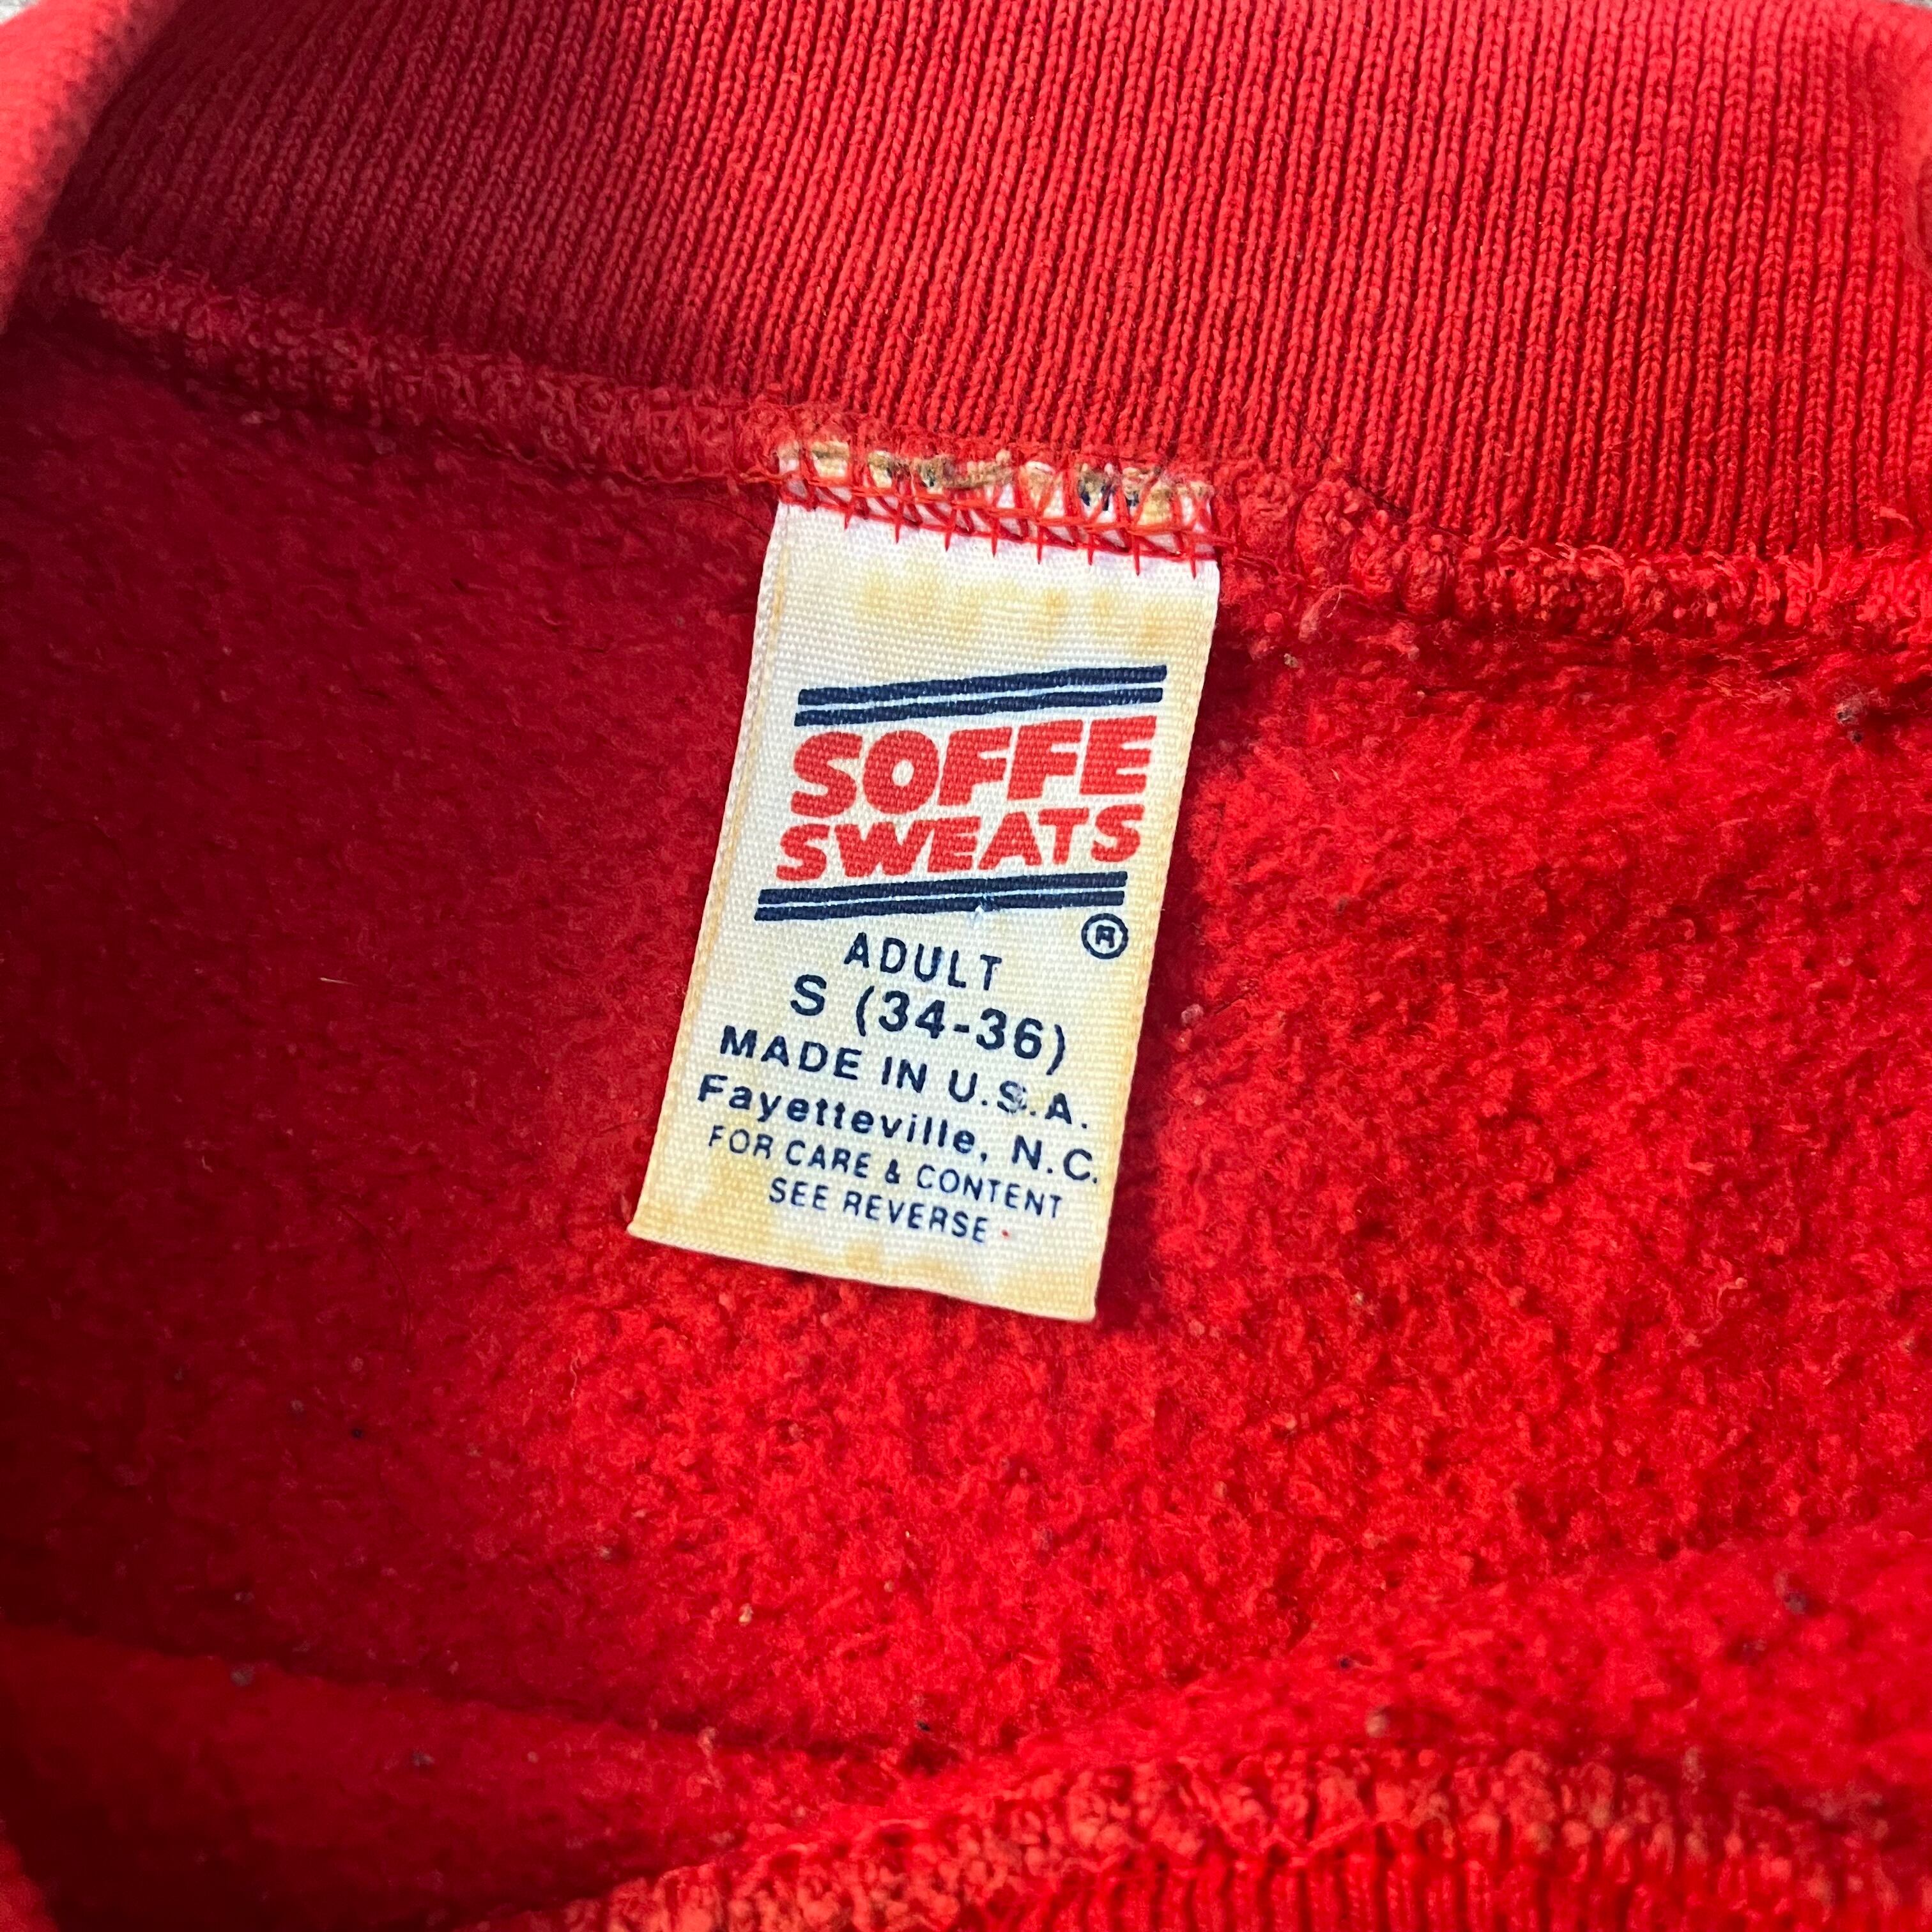 SOFFE
SWEATS
®
ADULT
S (34-36)
MADE IN U.S.A.
Fayetteville, N.C.
FOR CARE & CONTENT
SEE REVERSE